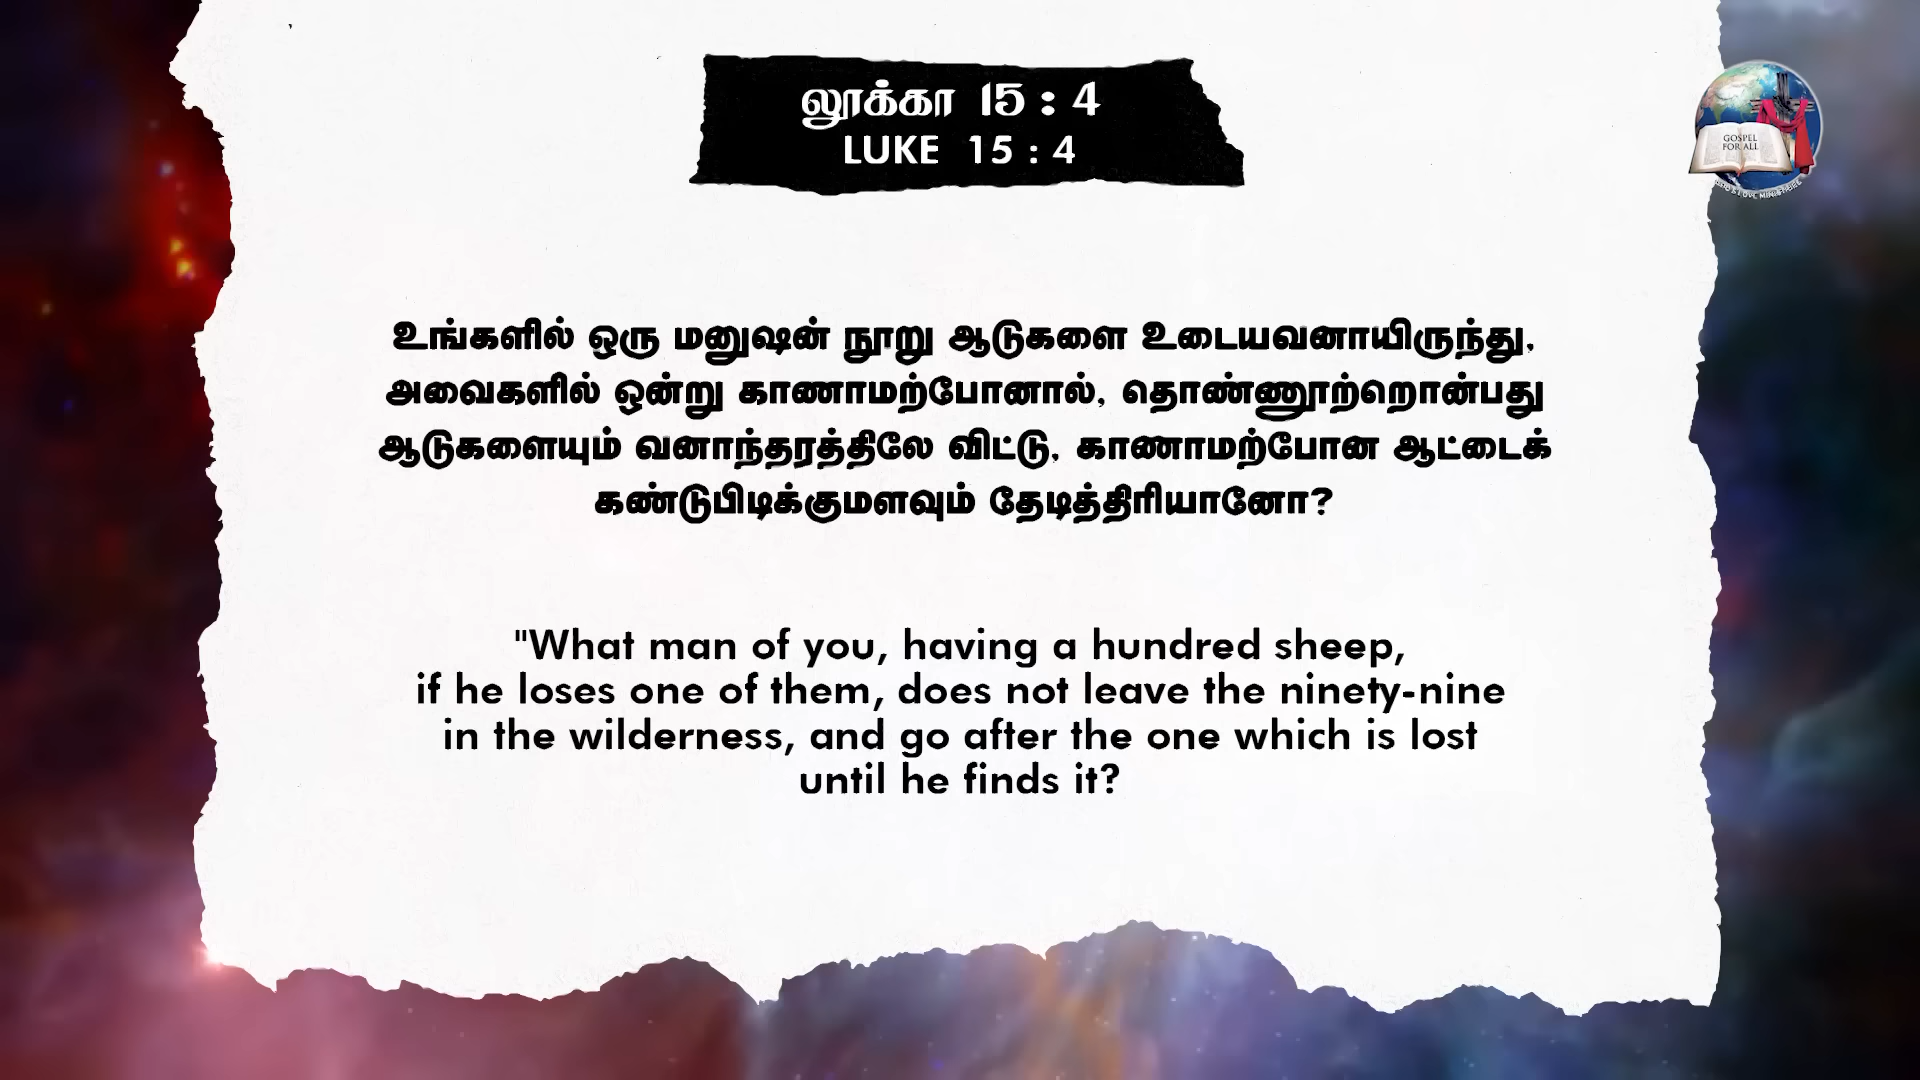 லூக்கா 15 : 4
LUKE 15 : 4
GOSPEL
FOR ALL
உங்களில் ஒரு மனுஷன் நூறு ஆடுகளை உடையவனாயிருந்து,
அவைகளில் ஒன்று காணாமற்போனால், தொண்ணூற்றொன்பது
ஆடுகளையும் வனாந்தரத்திலே விட்டு, காணாமற்போன ஆட்டைக்
கண்டுபிடிக்குமளவும் தேடித்திரியானோ?
"What man of you, having a hundred sheep,
if he loses one of them, does not leave the ninety-nine
in the wilderness, and go after the one which is lost
until he finds it?